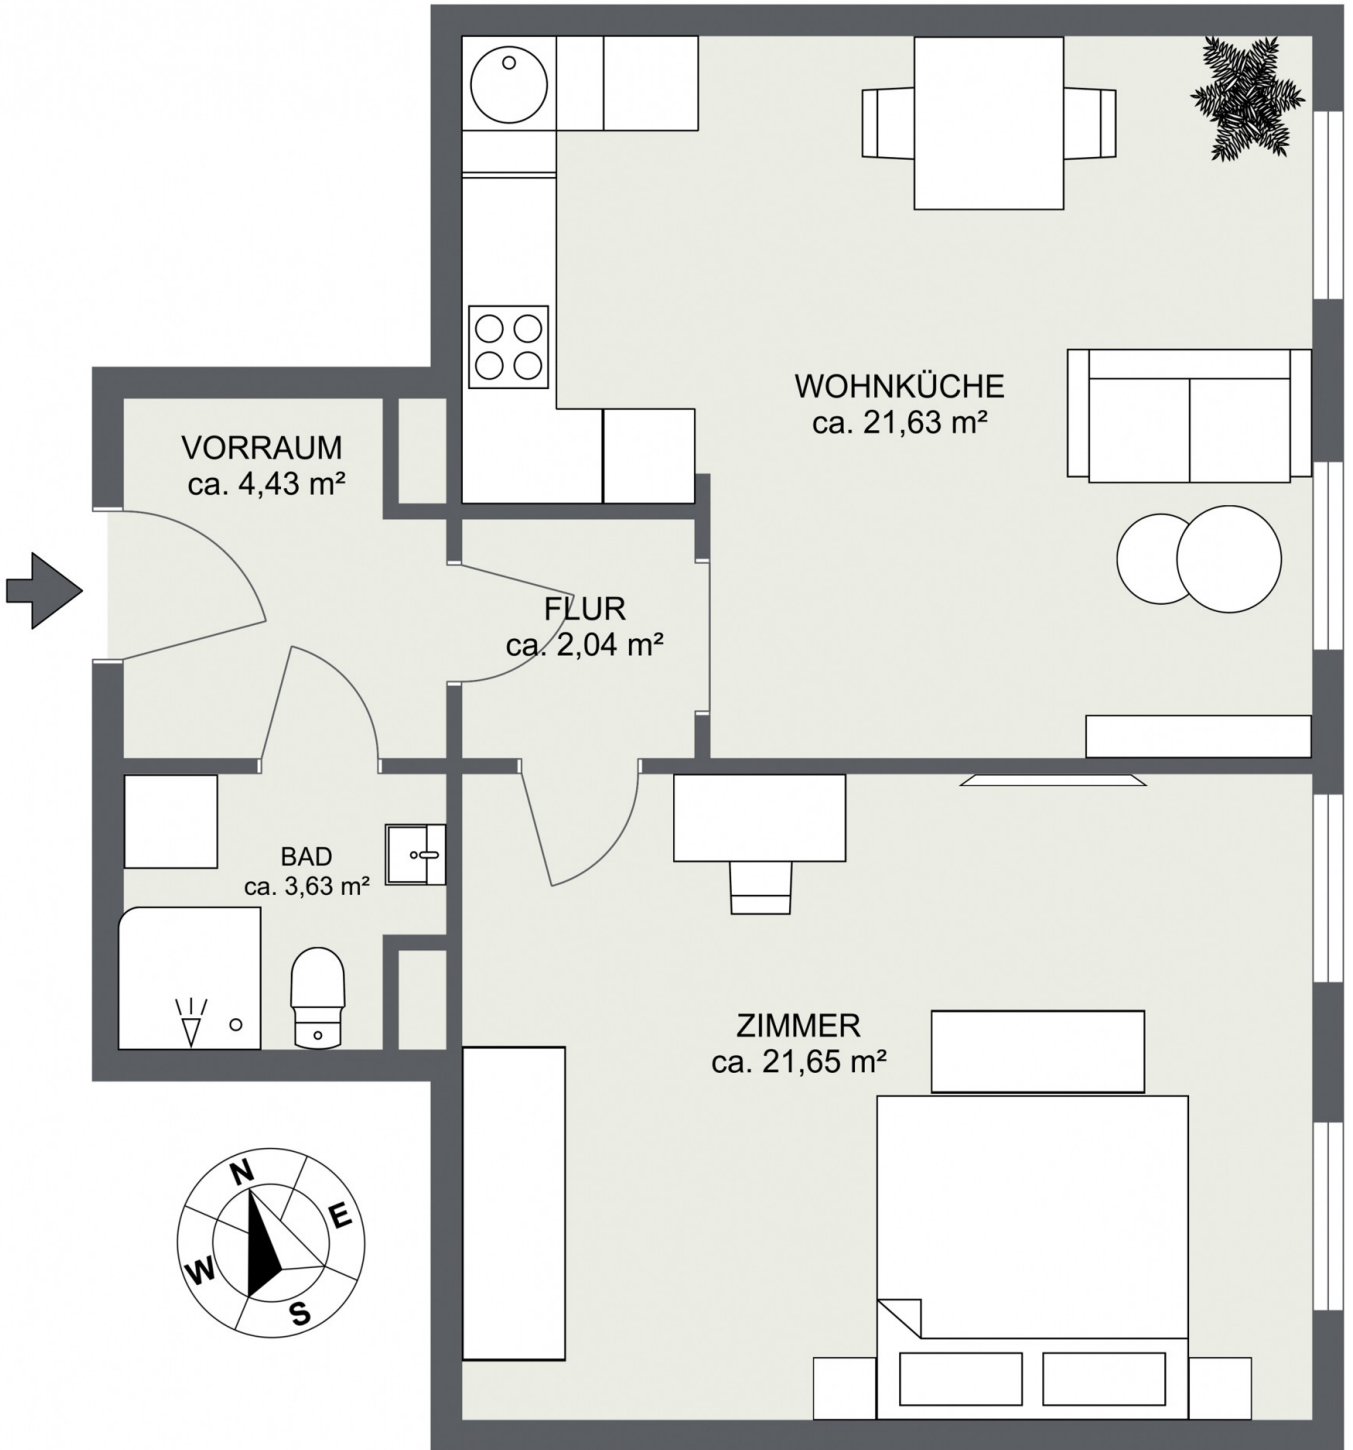 WOHNKÜCHE
ca. 21,63 m²
VORRAUM
ca. 4,43 m²
FLUR
ca. 2,04 m²
BAD
ca. 3,63 m²
ZIMMER
ca. 21,65 m²
N
E
W
S